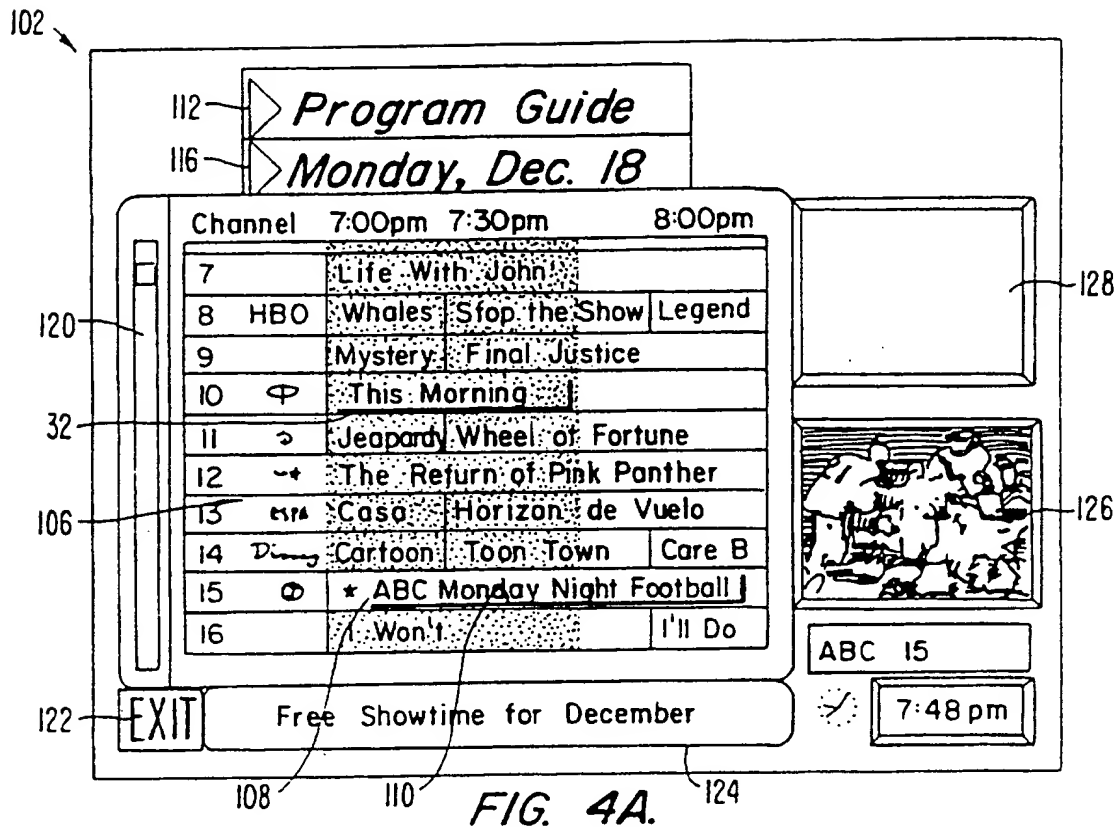 102
112 Program Guide
116 Monday, Dec. 18
Channel 7:00pm 7:30pm 8:00pm
7 Life With John
128
120
8 HBO Whales Stop the Show Legend
9 Mystery Final Justice
10 This Morning
32
11 Jeapardy Wheel of Fortune
12 The Return of Pink Panther
106
13 Casa Horizon de Vuelo
126
14 Disney Cartoon Toon Town Care B
15 ★ ABC Monday Night Football
16 I Won't I'll Do
ABC 15
122 EXIT Free Showtime for December
7:48 pm
108 110 124
FIG. 4A.